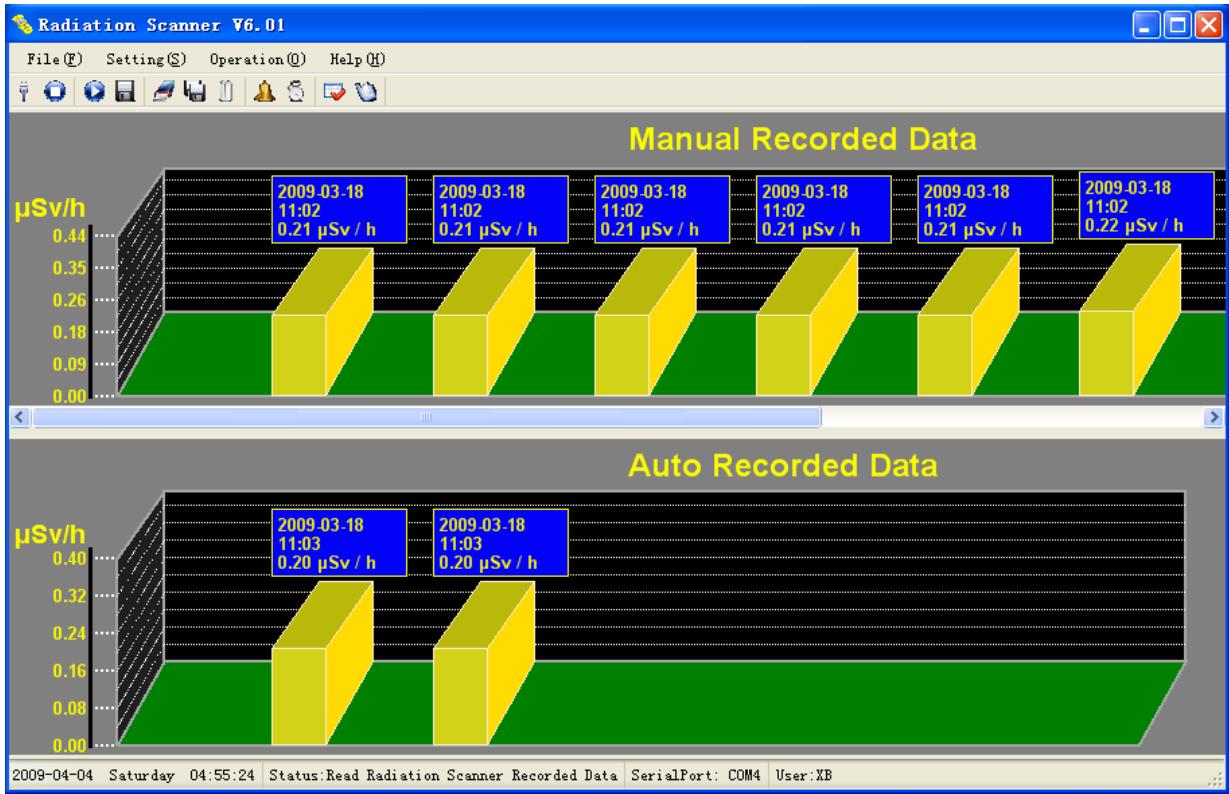 Radiation Scanner V6.01
File(F) Setting(S) Operation(O) Help(H)
Manual Recorded Data
µSv/h
0.44
0.35
0.26
0.18
0.09
0.00
2009-03-18
11:02
0.21 µSv / h
2009-03-18
11:02
0.21 µSv / h
2009-03-18
11:02
0.21 µSv / h
2009-03-18
11:02
0.21 µSv / h
2009-03-18
11:02
0.21 µSv / h
2009-03-18
11:02
0.22 µSv / h
Auto Recorded Data
µSv/h
0.40
0.32
0.24
0.16
0.08
0.00
2009-03-18
11:03
0.20 µSv / h
2009-03-18
11:03
0.20 µSv / h
2009-04-04 Saturday 04:55:24 Status:Read Radiation Scanner Recorded Data SerialPort: COM4 User:XB